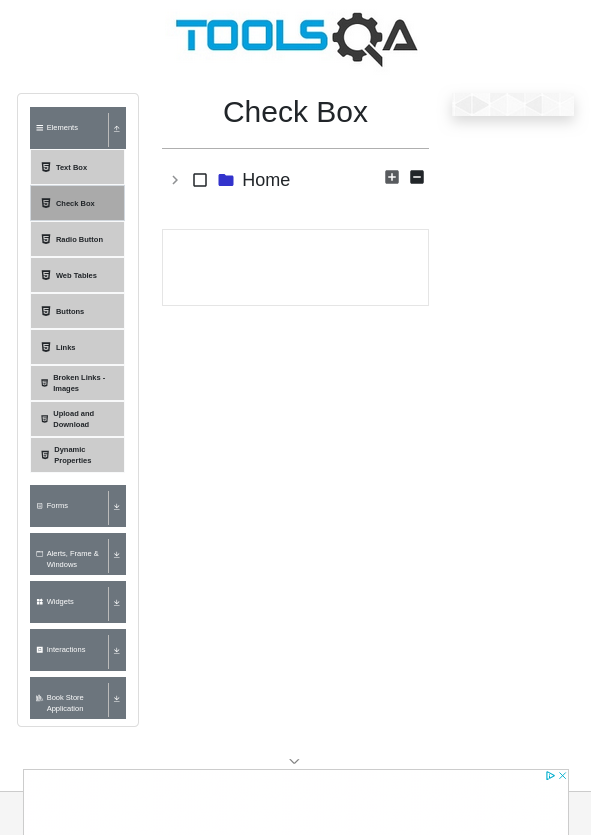 TOOLSQA
Check Box
Elements
Text Box
Check Box
Radio Button
Web Tables
Buttons
Links
Broken Links -
Images
Upload and
Download
Dynamic
Properties
Forms
Alerts, Frame &
Windows
Widgets
Interactions
Book Store
Application
Home